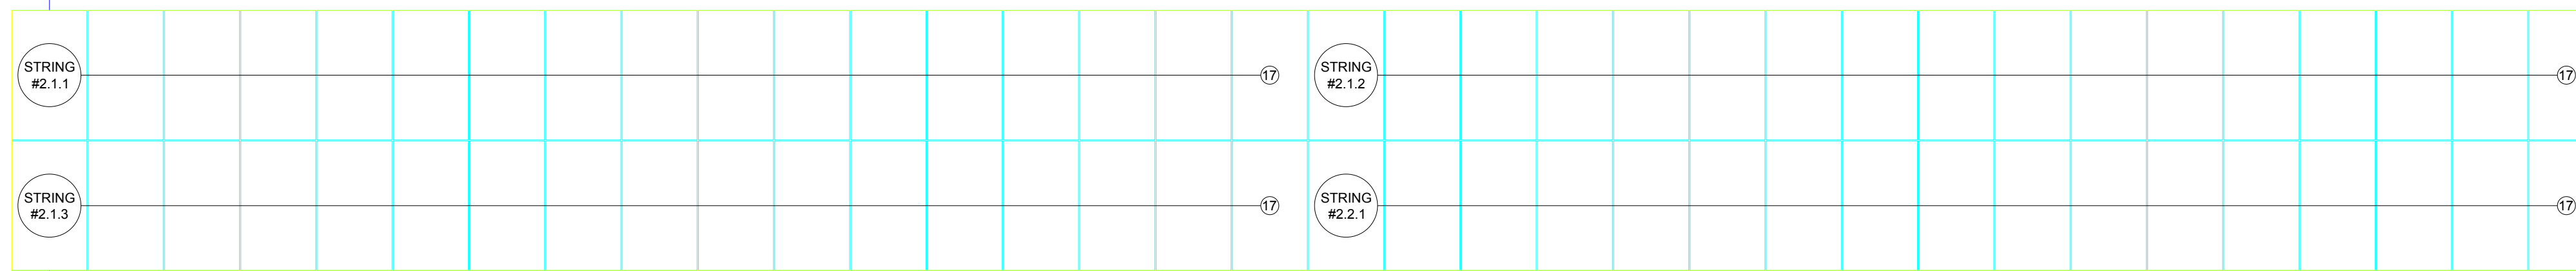 STRING
#2.1.1
17
STRING
#2.1.2
17
STRING
#2.1.3
17
STRING
#2.2.1
17